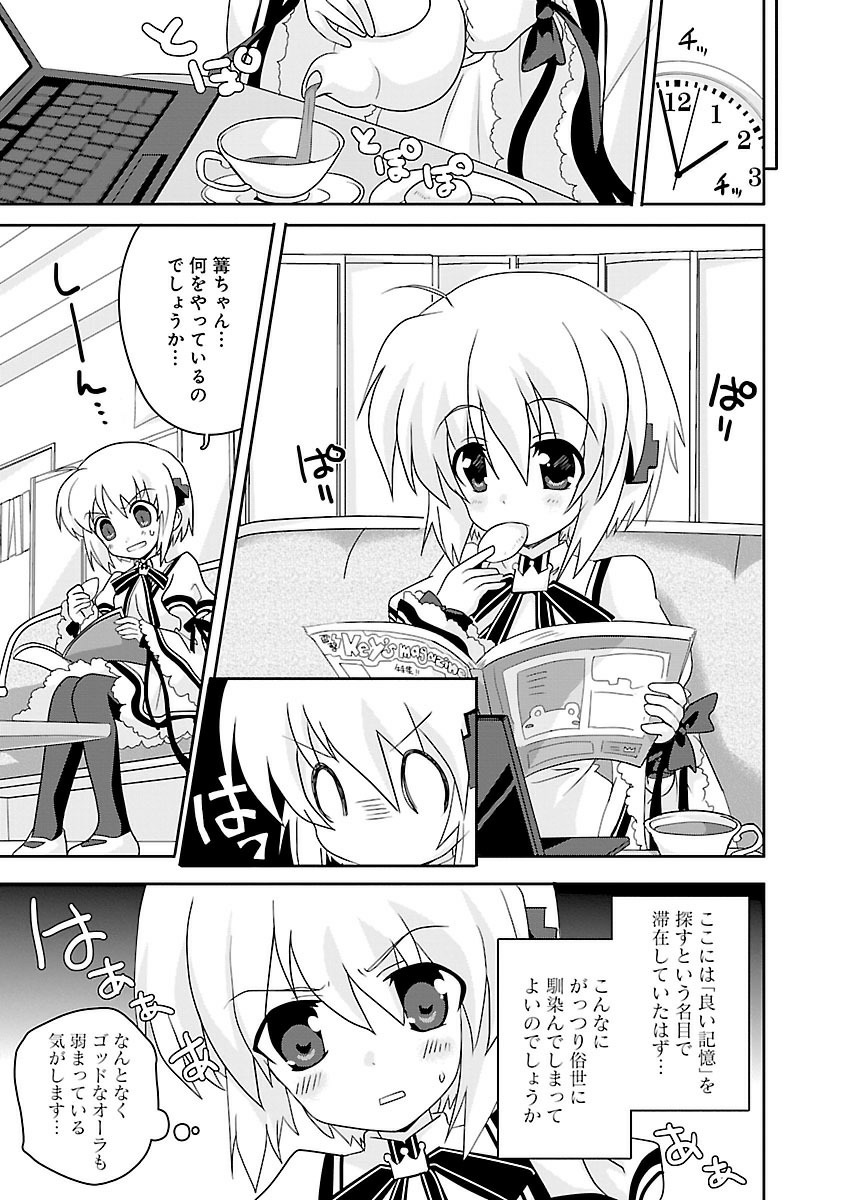 チッ
12
1
2
3
チッ
とぽぽ
とぽぽ
ぱり
ぱり
Key's magazine
特集!!
はっ
篝ちゃん…
何をやっているの
でしょうか…
しーん…
ここには「良い記憶」を
探すという名目で
滞在していたはず…
こんなに
がっつり俗世に
馴染んでしまって
よいのでしょうか
はぁぁぁ
ぁぁ
なんとなく
ゴッドなオーラも
弱まっている
気がします…